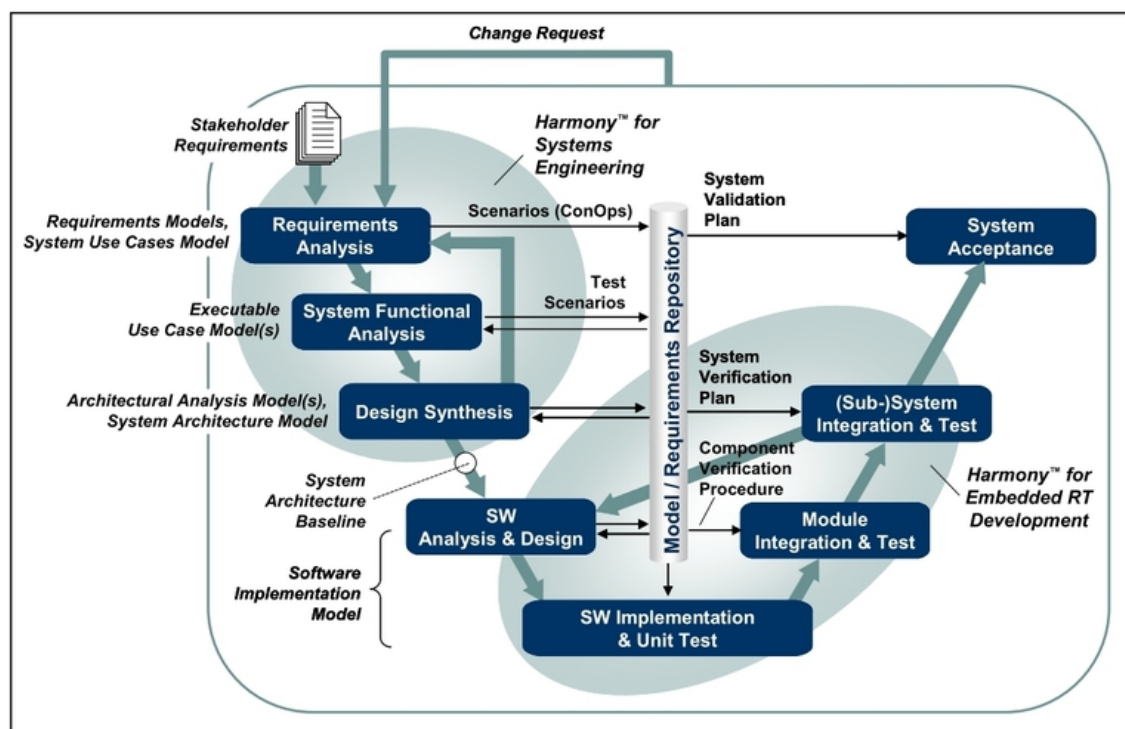 Change Request
Stakeholder
Requirements
Harmony™ for
Systems
Engineering
Requirements Models,
System Use Cases Model
Requirements
Analysis
Scenarios (ConOps)
System
Validation
Plan
System
Acceptance
Executable
Use Case Model(s)
System Functional
Analysis
Test
Scenarios
Model / Requirements Repository
Architectural Analysis Model(s),
System Architecture Model
Design Synthesis
System
Verification
Plan
(Sub-)System
Integration & Test
System
Architecture
Baseline
SW
Analysis & Design
Component
Verification
Procedure
Module
Integration & Test
Harmony™ for
Embedded RT
Development
Software
Implementation
Model
SW Implementation
& Unit Test